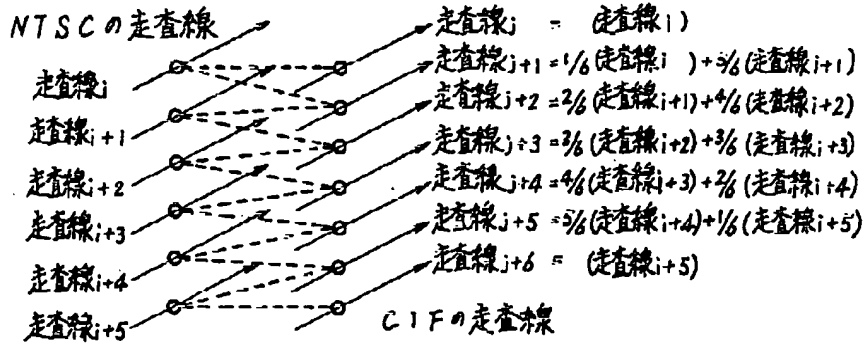 NTSCの走査線
走査線i
走査線i+1
走査線i+2
走査線i+3
走査線i+4
走査線i+5
走査線j = (走査線i)
走査線j+1=1/6(走査線i)+5/6(走査線i+1)
走査線j+2=2/6(走査線i+1)+4/6(走査線i+2)
走査線j+3=3/6(走査線i+2)+3/6(走査線i+3)
走査線j+4=4/6(走査線i+3)+2/6(走査線i+4)
走査線j+5=5/6(走査線i+4)+1/6(走査線i+5)
走査線j+6 = (走査線i+5)
CIFの走査線